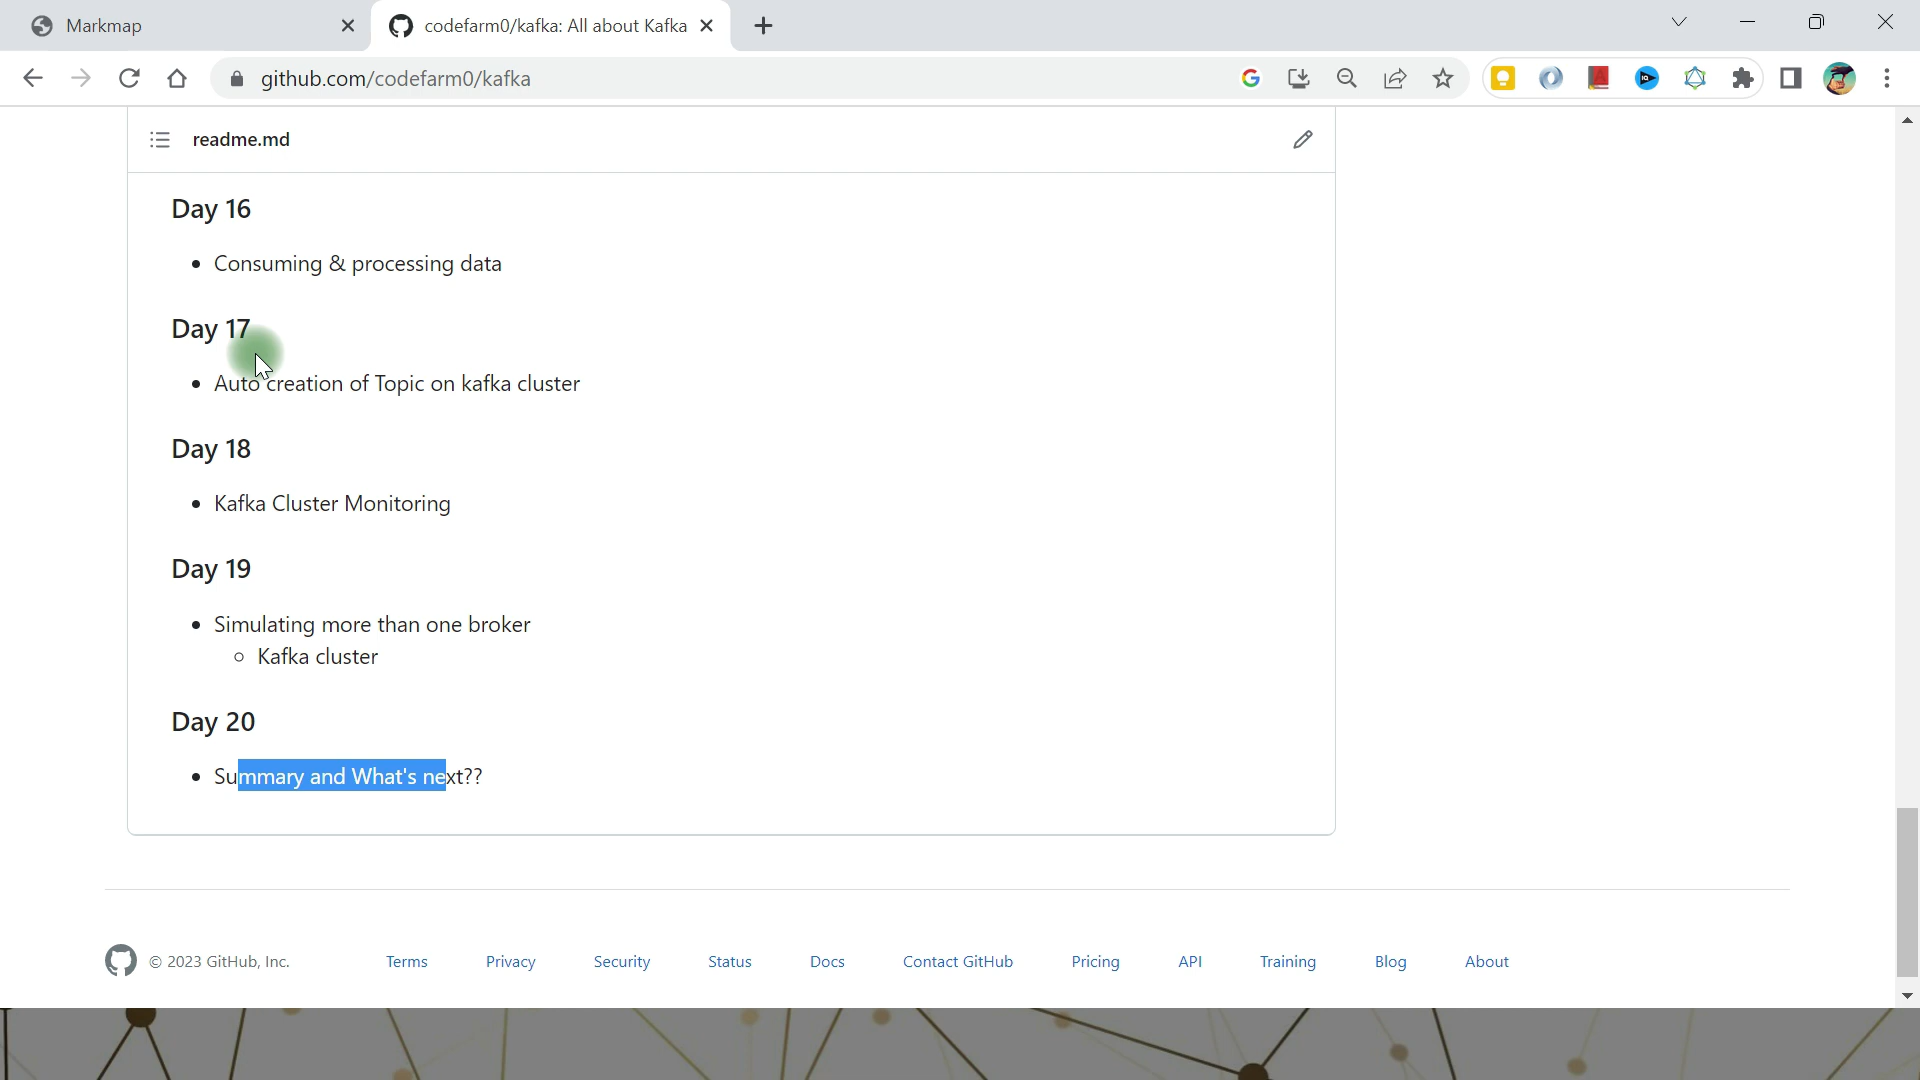 Markmap
codefarm0/kafka: All about Kafka
github.com/codefarm0/kafka
readme.md
Day 16
Consuming & processing data
Day 17
Auto creation of Topic on kafka cluster
Day 18
Kafka Cluster Monitoring
Day 19
Simulating more than one broker
Kafka cluster
Day 20
Summary and What's next??
© 2023 GitHub, Inc. Terms Privacy Security Status Docs Contact GitHub Pricing API Training Blog About